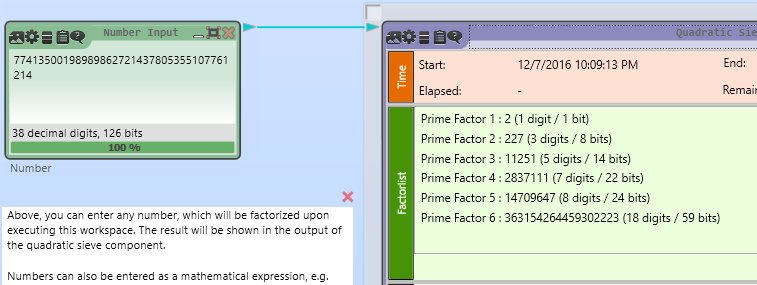 Number Input
77413500198989862721437805355107761
214
38 decimal digits, 126 bits
100 %
Number
Above, you can enter any number, which will be factorized upon
executing this workspace. The result will be shown in the output of
the quadratic sieve component.
Numbers can also be entered as a mathematical expression, e.g.
Quadratic Sie
Time
Start: 12/7/2016 10:09:13 PM End:
Elapsed: - Remain
Factorlist
Prime Factor 1 : 2 (1 digit / 1 bit)
Prime Factor 2 : 227 (3 digits / 8 bits)
Prime Factor 3 : 11251 (5 digits / 14 bits)
Prime Factor 4 : 2837111 (7 digits / 22 bits)
Prime Factor 5 : 14709647 (8 digits / 24 bits)
Prime Factor 6 : 363154264459302223 (18 digits / 59 bits)